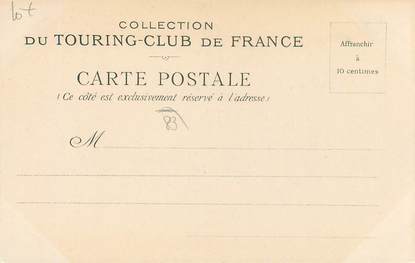 lot
COLLECTION
DU TOURING-CLUB DE FRANCE
Affranchir
à
10 centimes
CARTE POSTALE
(Ce côté est exclusivement réservé à l'adresse)
83
M